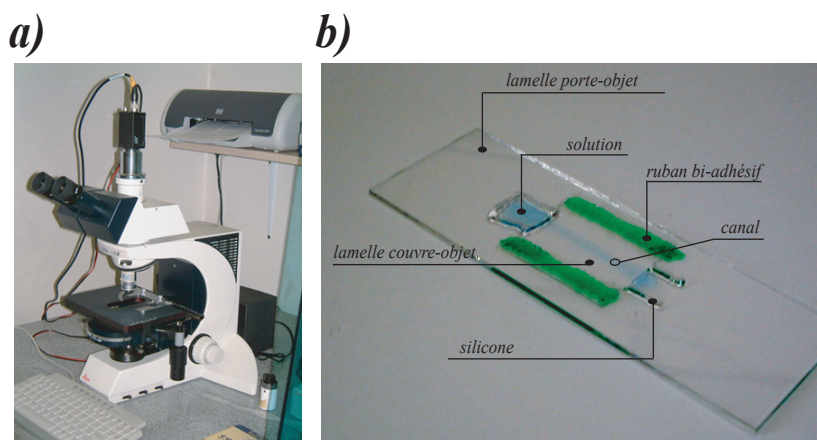 a)
b)
lamelle porte-objet
solution
ruban bi-adhésif
canal
lamelle couvre-objet
silicone